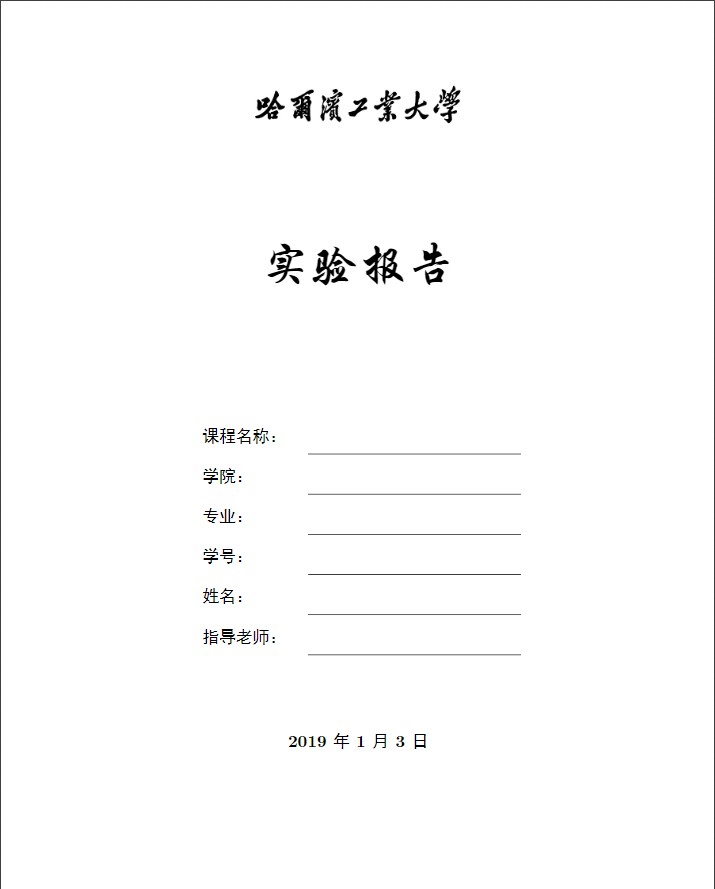 哈爾濱工業大學
实验报告
课程名称：
学院：
专业：
学号：
姓名：
指导老师：
2019 年 1 月 3 日